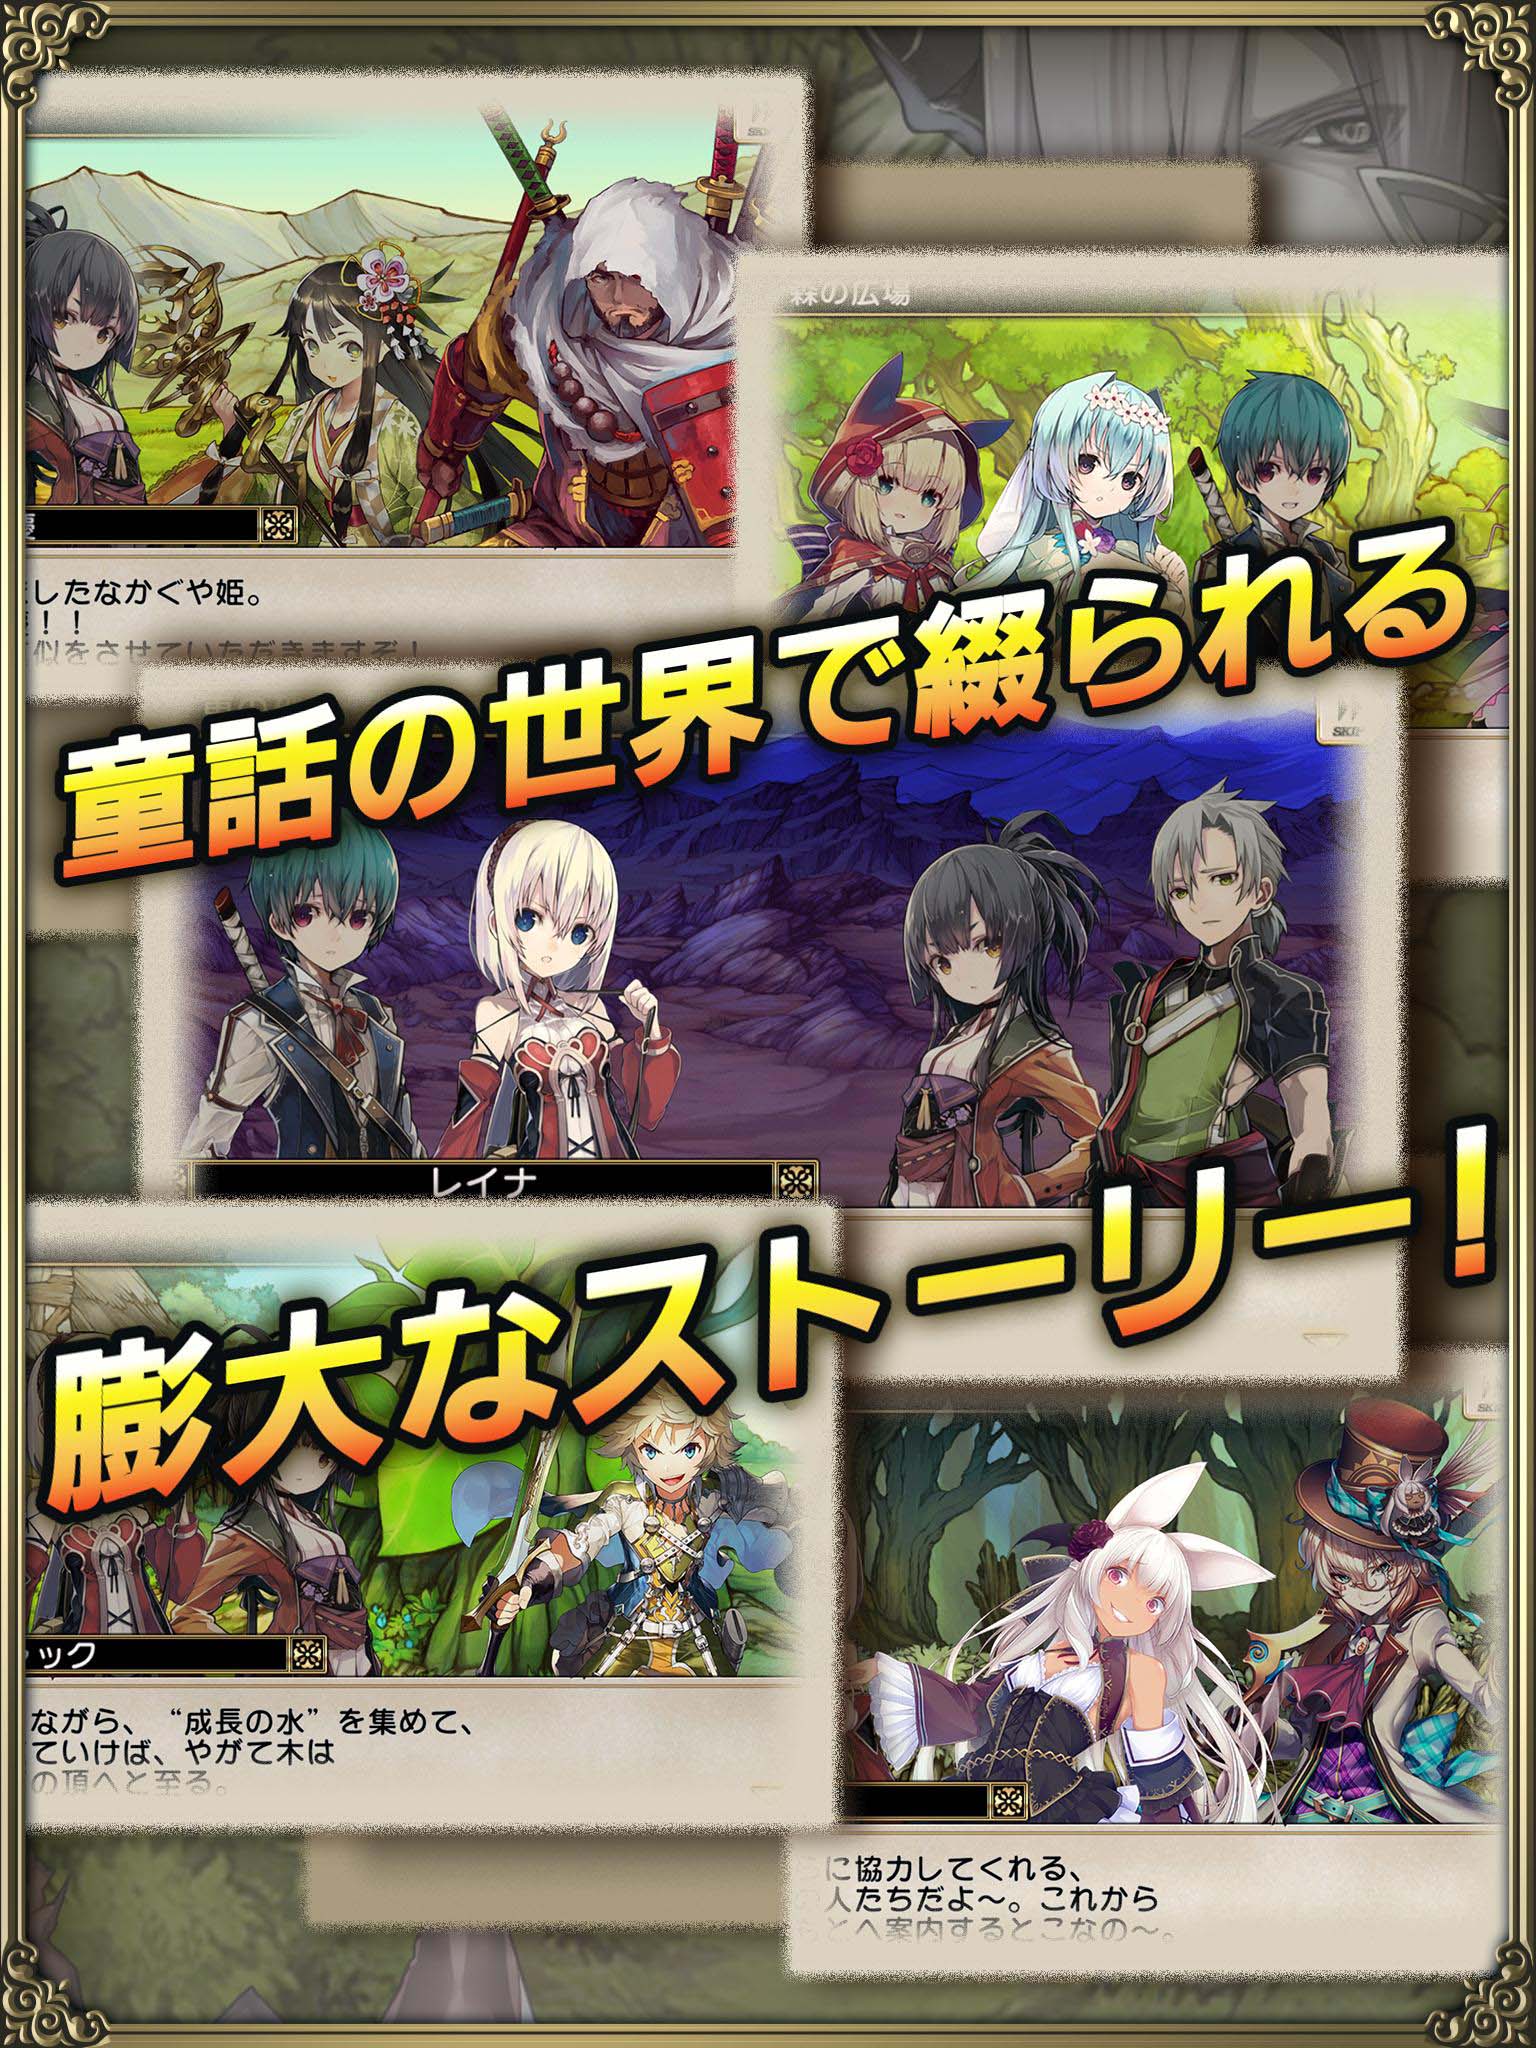 森の広場
したなかぐや姫。
！！
似をさせていただきますぞ！
童話の世界で綴られる
SKIP
レイナ
膨大なストーリー！
ック
ながら、“成長の水”を集めて、
ていけば、やがて木は
の頂へと至る。
に協力してくれる、
人たちだよ〜。これから
とへ案内するとこなの〜。